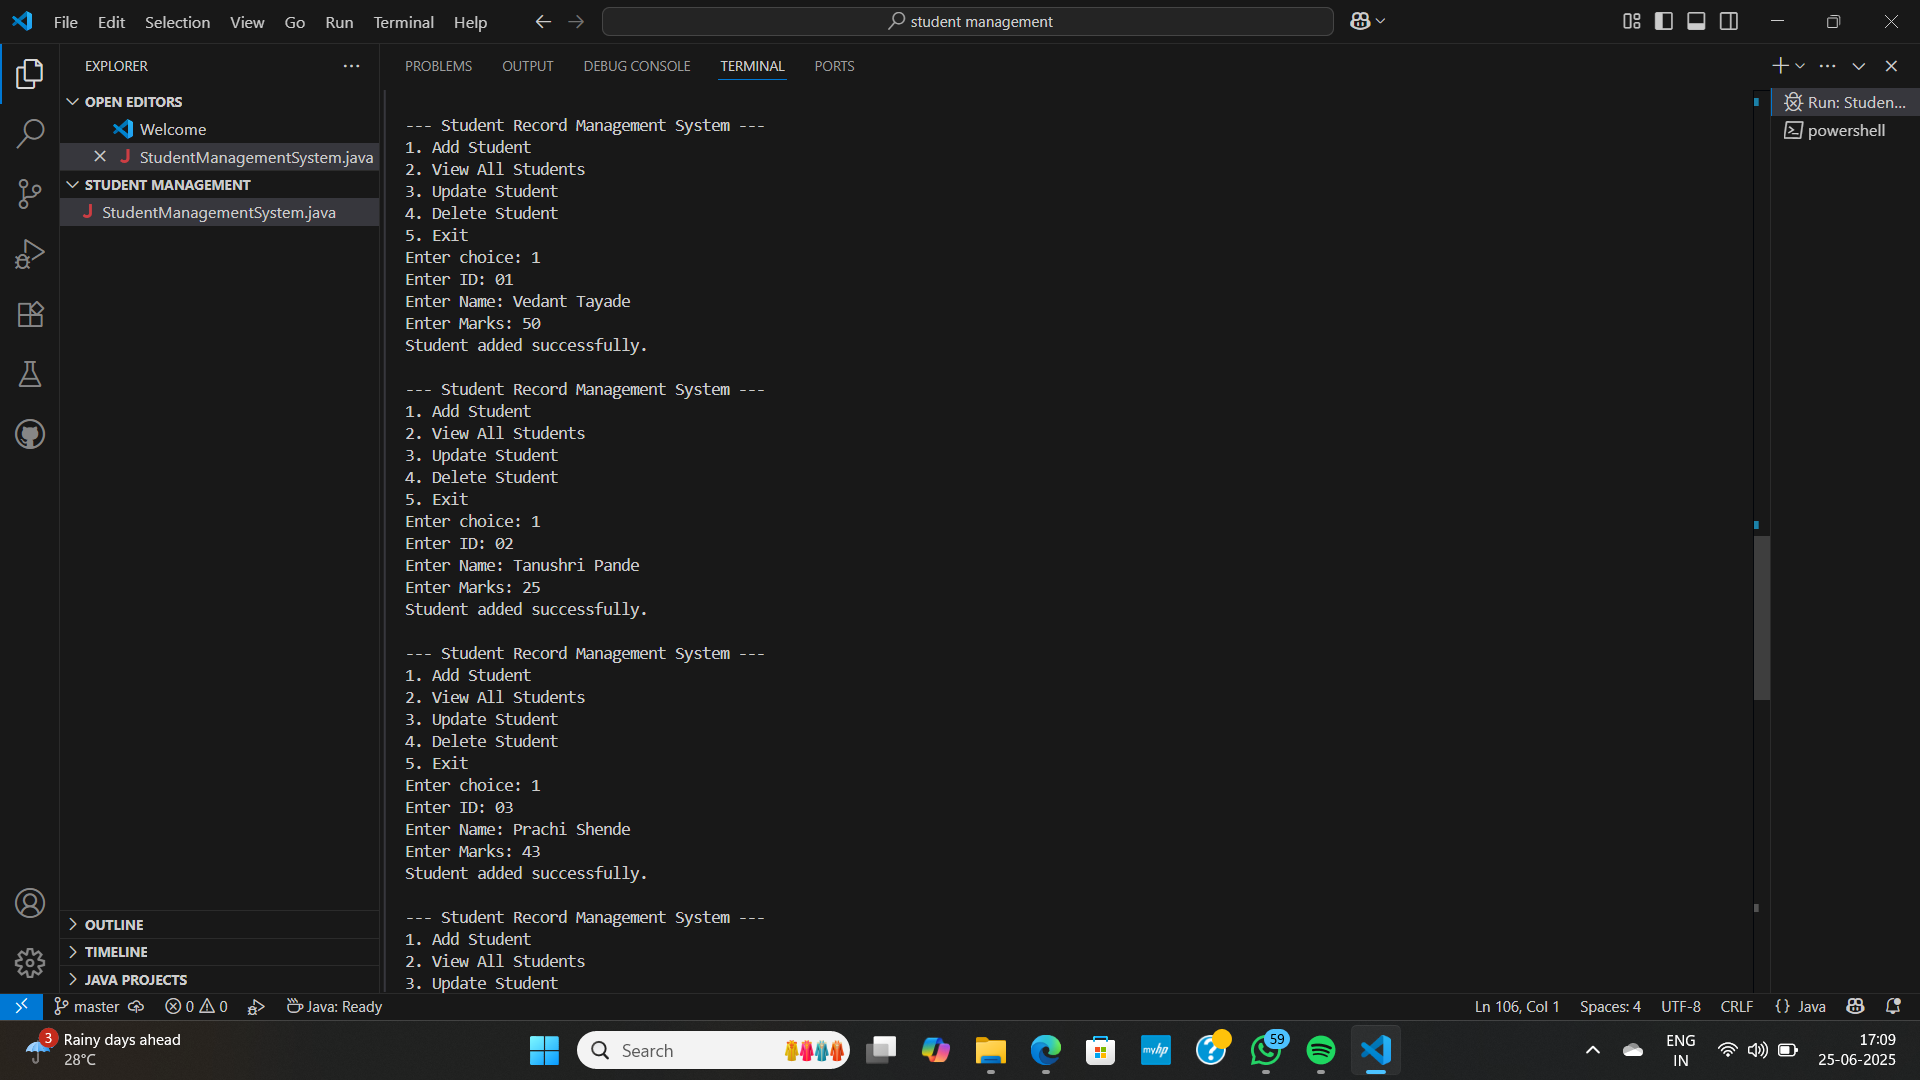 File Edit Selection View Go Run Terminal Help
student management
EXPLORER
OPEN EDITORS
Welcome
J StudentManagementSystem.java
STUDENT MANAGEMENT
J StudentManagementSystem.java
OUTLINE
TIMELINE
JAVA PROJECTS
PROBLEMS OUTPUT DEBUG CONSOLE TERMINAL PORTS
Run: Studen...
powershell
--- Student Record Management System ---
1. Add Student
2. View All Students
3. Update Student
4. Delete Student
5. Exit
Enter choice: 1
Enter ID: 01
Enter Name: Vedant Tayade
Enter Marks: 50
Student added successfully.
--- Student Record Management System ---
1. Add Student
2. View All Students
3. Update Student
4. Delete Student
5. Exit
Enter choice: 1
Enter ID: 02
Enter Name: Tanushri Pande
Enter Marks: 25
Student added successfully.
--- Student Record Management System ---
1. Add Student
2. View All Students
3. Update Student
4. Delete Student
5. Exit
Enter choice: 1
Enter ID: 03
Enter Name: Prachi Shende
Enter Marks: 43
Student added successfully.
--- Student Record Management System ---
1. Add Student
2. View All Students
3. Update Student
master 0 0 Java: Ready
Ln 106, Col 1 Spaces: 4 UTF-8 CRLF {} Java
3
Rainy days ahead
28°C
Search
myhp
59
ENG
IN
17:09
25-06-2025